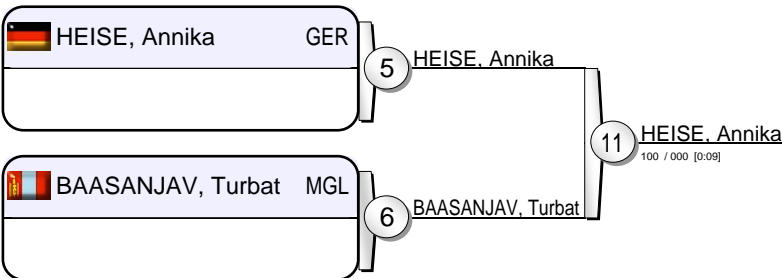 HEISE, Annika GER
5
HEISE, Annika
11
HEISE, Annika
100 / 000 [0:09]
BAASANJAV, Turbat MGL
6
BAASANJAV, Turbat